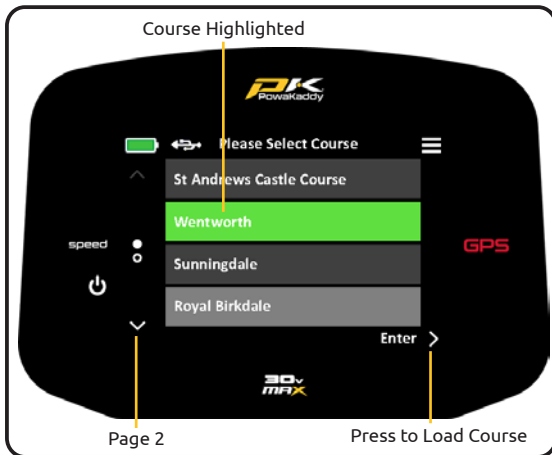 Course Highlighted
PK
PowaKaddy
Please Select Course
St Andrews Castle Course
Wentworth
speed
GPS
Sunningdale
Royal Birkdale
Enter >
30v
MAX
Page 2
Press to Load Course